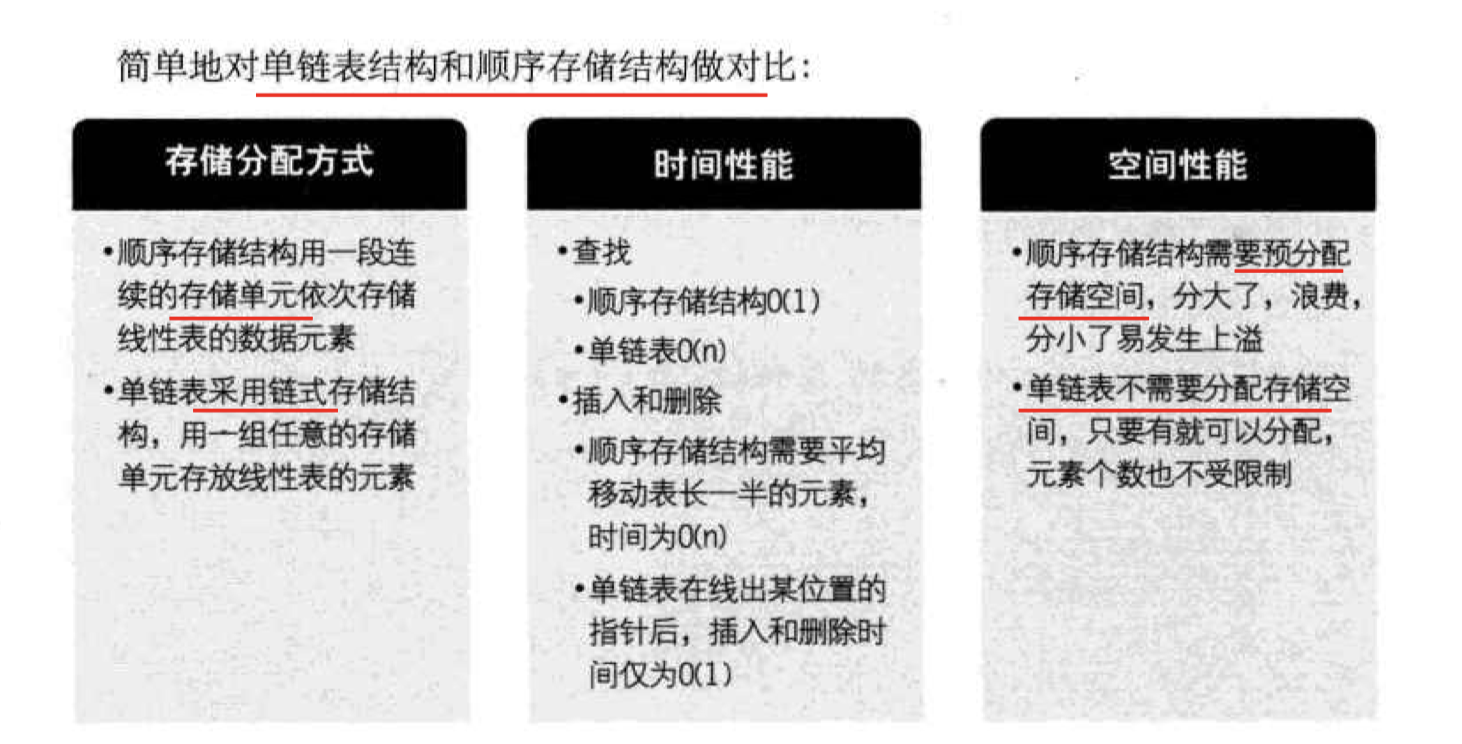 简单地对单链表结构和顺序存储结构做对比：
存储分配方式
•顺序存储结构用一段连
续的存储单元依次存储
线性表的数据元素
•单链表采用链式存储结
构，用一组任意的存储
单元存放线性表的元素
时间性能
•查找
•顺序存储结构O(1)
•单链表O(n)
•插入和删除
•顺序存储结构需要平均
移动表长一半的元素，
时间为O(n)
•单链表在线出某位置的
指针后，插入和删除时
间仅为O(1)
空间性能
•顺序存储结构需要预分配
存储空间，分大了，浪费，
分小了易发生上溢
•单链表不需要分配存储空
间，只要有就可以分配，
元素个数也不受限制